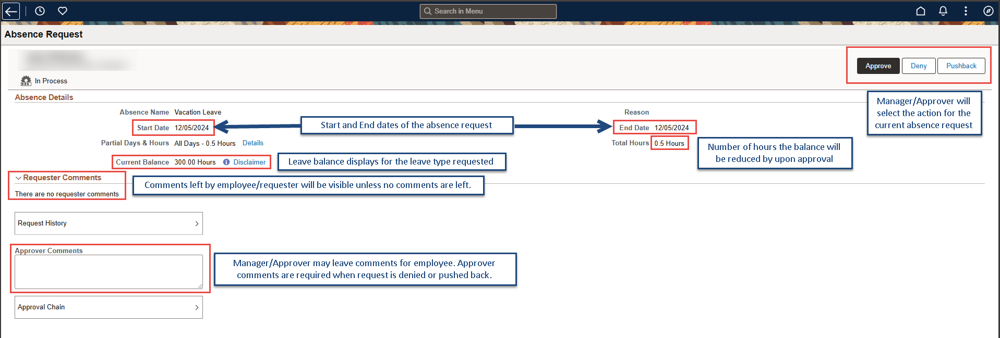 Search in Menu
Absence Request
Approve
Deny
Pushback
In Process
Absence Details
Manager/Approver will
select the action for the
current absence request
Absence Name Vacation Leave
Reason
Start Date 12/05/2024
Start and End dates of the absence request
End Date 12/05/2024
Partial Days & Hours All Days - 0.5 Hours Details
Total Hours 0.5 Hours
Number of hours the balance will
be reduced by upon approval
Current Balance 300.00 Hours Disclaimer
Leave balance displays for the leave type requested
Requester Comments
Comments left by employee/requester will be visible unless no comments are left.
There are no requester comments
Request History
Approver Comments
Manager/Approver may leave comments for employee. Approver
comments are required when request is denied or pushed back.
Approval Chain